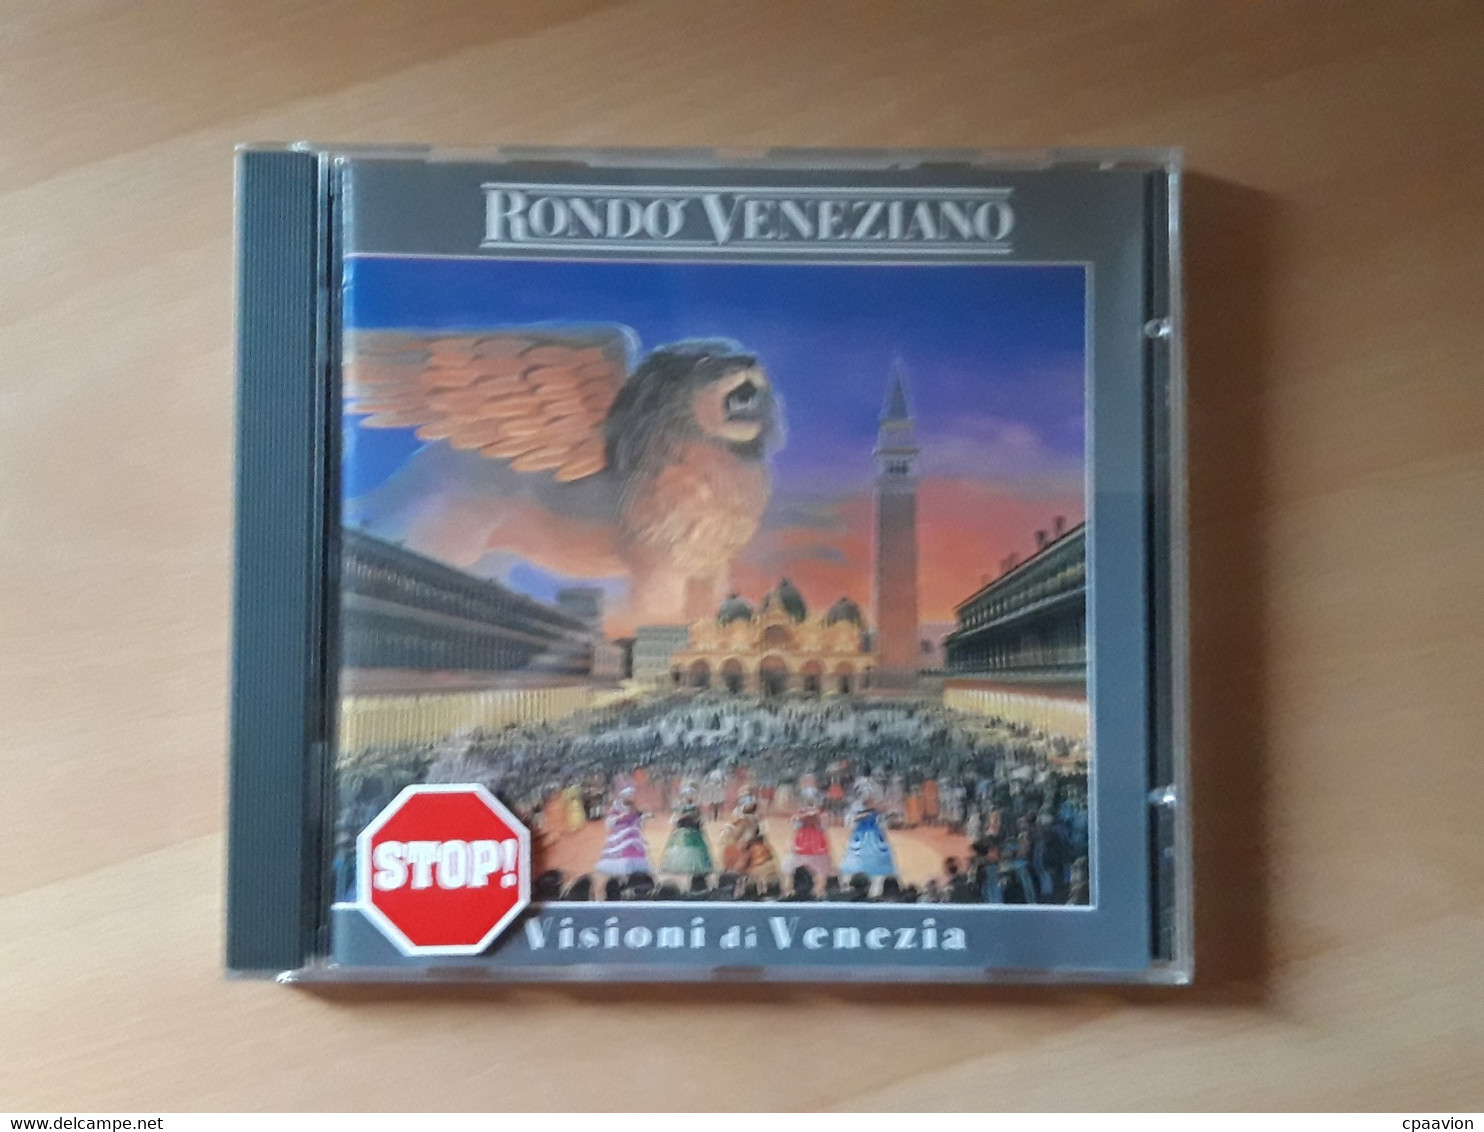 RONDO' VENEZIANO
STOP!
Visioni di Venezia
www.delcampe.net
cpaavion